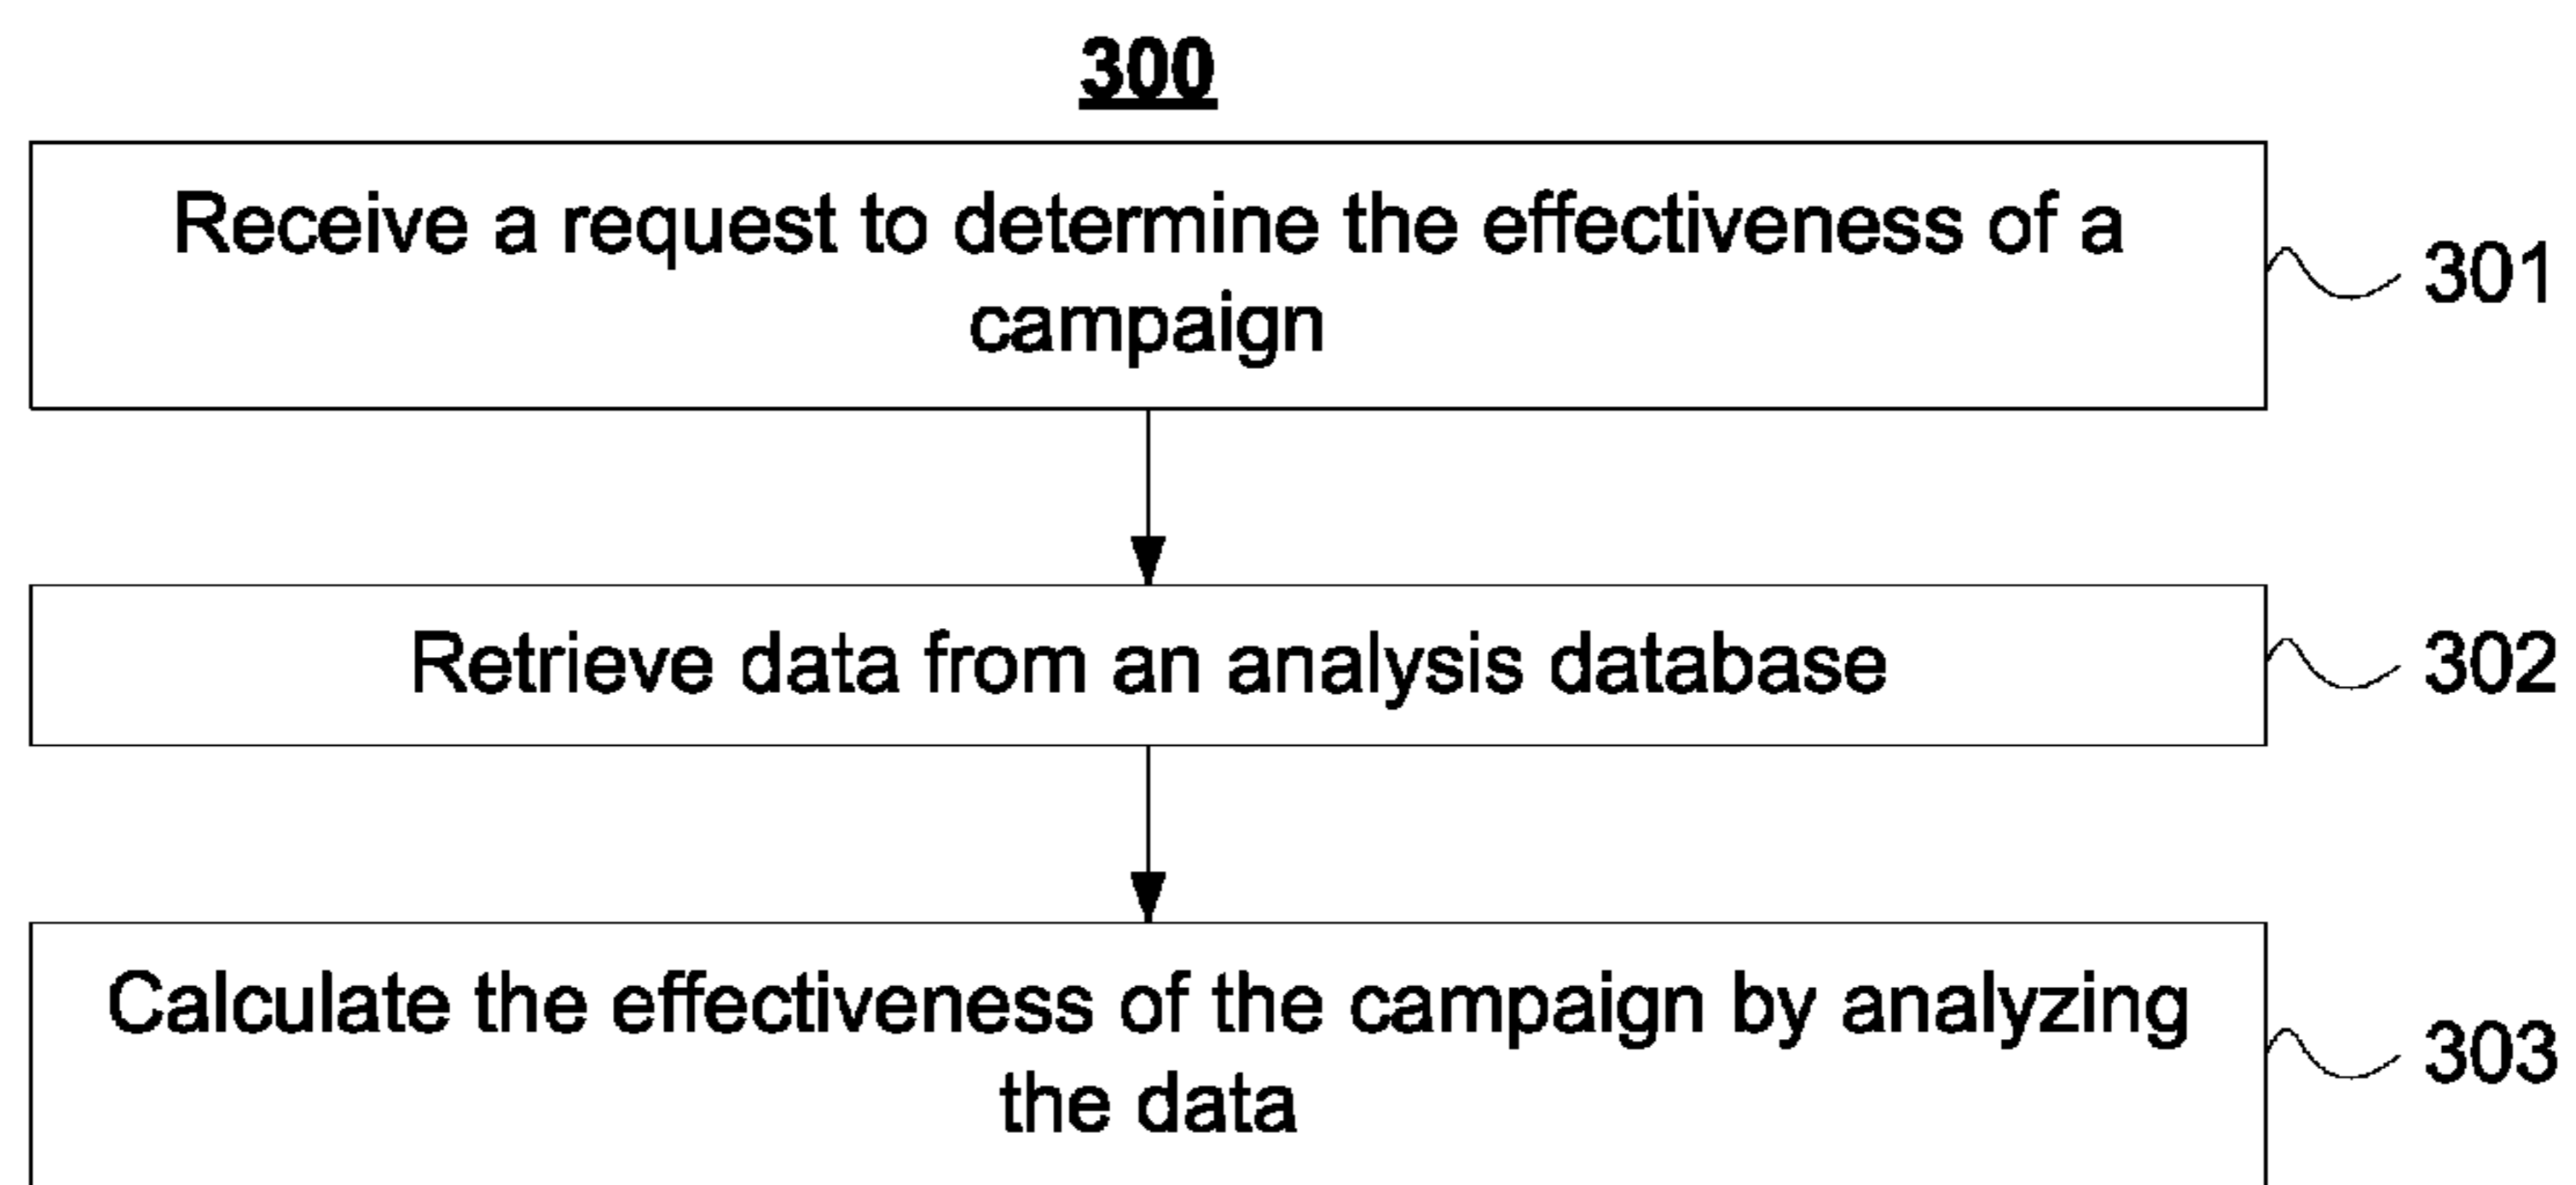 300
Receive a request to determine the effectiveness of a
campaign
301
Retrieve data from an analysis database
302
Calculate the effectiveness of the campaign by analyzing
the data
303